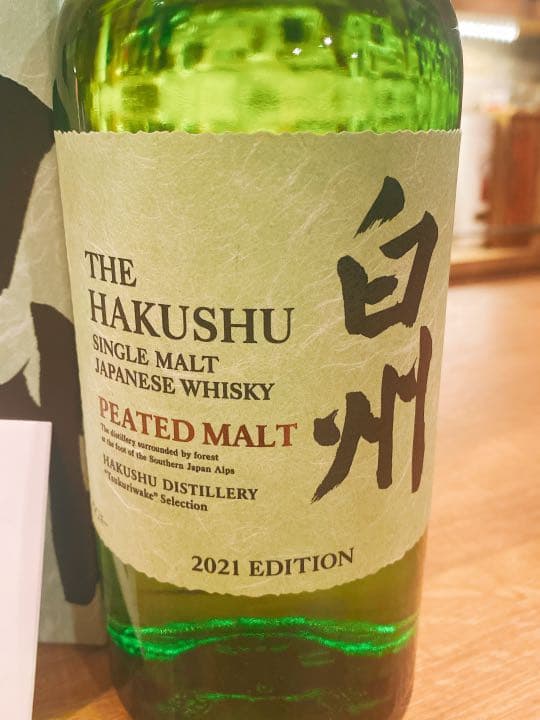 THE
HAKUSHU
SINGLE MALT
JAPANESE WHISKY
PEATED MALT
The distillery surrounded by forest
at the foot of the Southern Japan Alps
HAKUSHU DISTILLERY
"Tsukuriwake" Selection
2021 EDITION
白州